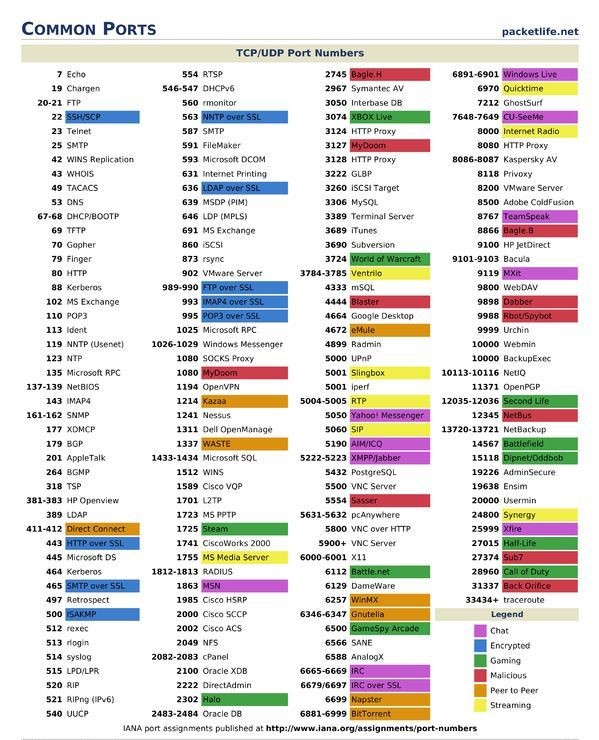 COMMON PORTS
packetlife.net
TCP/UDP Port Numbers
7 Echo
19 Chargen
20-21 FTP
22 SSH/SCP
23 Telnet
25 SMTP
42 WINS Replication
43 WHOIS
49 TACACS
53 DNS
67-68 DHCP/BOOTP
69 TFTP
70 Gopher
79 Finger
80 HTTP
88 Kerberos
102 MS Exchange
110 POP3
113 Ident
119 NNTP (Usenet)
123 NTP
135 Microsoft RPC
137-139 NetBIOS
143 IMAP4
161-162 SNMP
177 XDMCP
179 BGP
201 AppleTalk
264 BGMP
318 TSP
381-383 HP Openview
389 LDAP
411-412 Direct Connect
443 HTTP over SSL
445 Microsoft DS
464 Kerberos
465 SMTP over SSL
497 Retrospect
500 ISAKMP
512 rexec
513 rlogin
514 syslog
515 LPD/LPR
520 RIP
521 RIPng (IPv6)
540 UUCP
554 RTSP
546-547 DHCPv6
560 rmonitor
563 NNTP over SSL
587 SMTP
591 FileMaker
593 Microsoft DCOM
631 Internet Printing
636 LDAP over SSL
639 MSDP (PIM)
646 LDP (MPLS)
691 MS Exchange
860 iSCSI
873 rsync
902 VMware Server
989-990 FTP over SSL
993 IMAP4 over SSL
995 POP3 over SSL
1025 Microsoft RPC
1026-1029 Windows Messenger
1080 SOCKS Proxy
1080 MyDoom
1194 OpenVPN
1214 Kazaa
1241 Nessus
1311 Dell OpenManage
1337 WASTE
1433-1434 Microsoft SQL
1512 WINS
1589 Cisco VQP
1701 L2TP
1723 MS PPTP
1725 Steam
1741 CiscoWorks 2000
1755 MS Media Server
1812-1813 RADIUS
1863 MSN
1985 Cisco HSRP
2000 Cisco SCCP
2002 Cisco ACS
2049 NFS
2082-2083 cPanel
2100 Oracle XDB
2222 DirectAdmin
2302 Halo
2483-2484 Oracle DB
2745 Bagle.H
2967 Symantec AV
3050 Interbase DB
3074 XBOX Live
3124 HTTP Proxy
3127 MyDoom
3128 HTTP Proxy
3222 GLBP
3260 iSCSI Target
3306 MySQL
3389 Terminal Server
3689 iTunes
3690 Subversion
3724 World of Warcraft
3784-3785 Ventrilo
4333 mSQL
4444 Blaster
4664 Google Desktop
4672 eMule
4899 Radmin
5000 UPnP
5001 Slingbox
5001 iperf
5004-5005 RTP
5050 Yahoo! Messenger
5060 SIP
5190 AIM/ICQ
5222-5223 XMPP/Jabber
5432 PostgreSQL
5500 VNC Server
5554 Sasser
5631-5632 pcAnywhere
5800 VNC over HTTP
5900+ VNC Server
6000-6001 X11
6112 Battle.net
6129 DameWare
6257 WinMX
6346-6347 Gnutella
6500 GameSpy Arcade
6566 SANE
6588 AnalogX
6665-6669 IRC
6679/6697 IRC over SSL
6699 Napster
6881-6999 BitTorrent
6891-6901 Windows Live
6970 Quicktime
7212 GhostSurf
7648-7649 CU-SeeMe
8000 Internet Radio
8080 HTTP Proxy
8086-8087 Kaspersky AV
8118 Privoxy
8200 VMware Server
8500 Adobe ColdFusion
8767 TeamSpeak
8866 Bagle.B
9100 HP JetDirect
9101-9103 Bacula
9119 MXit
9800 WebDAV
9898 Dabber
9988 Rbot/Spybot
9999 Urchin
10000 Webmin
10000 BackupExec
10113-10116 NetIQ
11371 OpenPGP
12035-12036 Second Life
12345 NetBus
13720-13721 NetBackup
14567 Battlefield
15118 Dipnet/Oddbob
19226 AdminSecure
19638 Ensim
20000 Usermin
24800 Synergy
25999 Xfire
27015 Half-Life
27374 Sub7
28960 Call of Duty
31337 Back Orifice
33434+ traceroute
Legend
Chat
Encrypted
Gaming
Malicious
Peer to Peer
Streaming
IANA port assignments published at http://www.iana.org/assignments/port-numbers